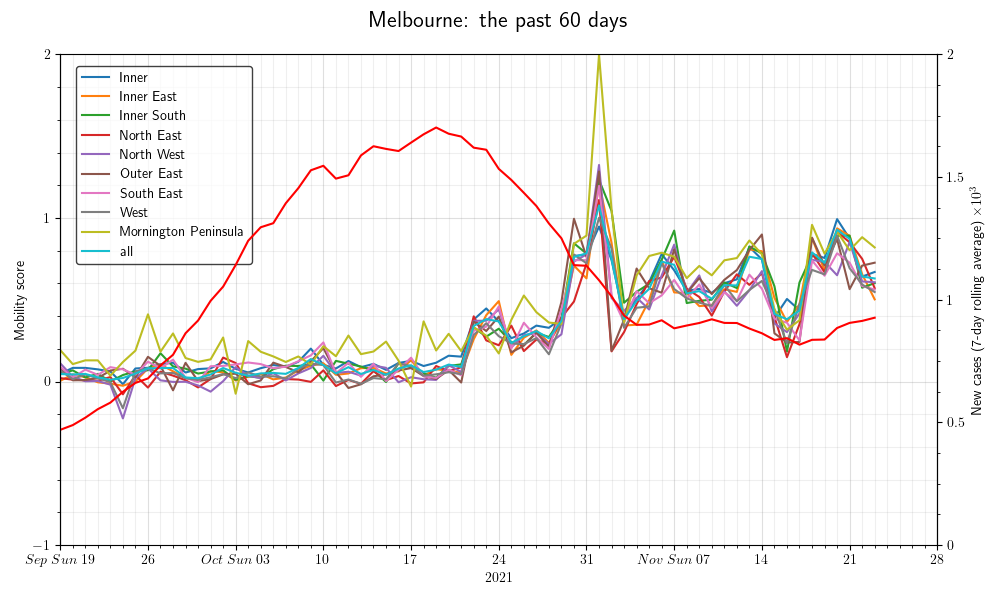 Melbourne: the past 60 days
2
1
0
−1
Mobility score
Inner
Inner East
Inner South
North East
North West
Outer East
South East
West
Mornington Peninsula
all
2
1.5
1
0.5
0
New cases (7-day rolling average) ×10³
Sep Sun 19 26 Oct Sun 03 10 17 24 31 Nov Sun 07 14 21 28
2021